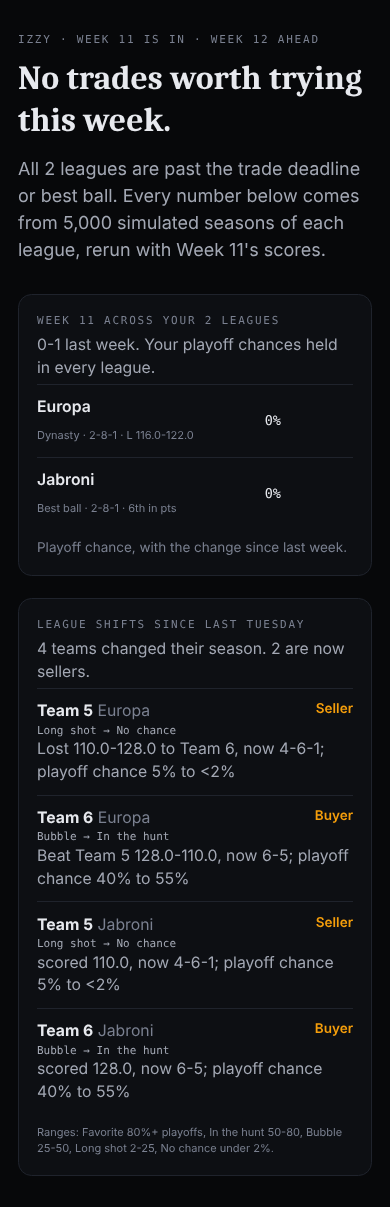 IZZY · WEEK 11 IS IN · WEEK 12 AHEAD
No trades worth trying
this week.
All 2 leagues are past the trade deadline
or best ball. Every number below comes
from 5,000 simulated seasons of each
league, rerun with Week 11's scores.
WEEK 11 ACROSS YOUR 2 LEAGUES
0-1 last week. Your playoff chances held
in every league.
Europa
0%
Dynasty · 2-8-1 · L 116.0-122.0
Jabroni
0%
Best ball · 2-8-1 · 6th in pts
Playoff chance, with the change since last week.
LEAGUE SHIFTS SINCE LAST TUESDAY
4 teams changed their season. 2 are now
sellers.
Team 5 Europa Seller
Long shot → No chance
Lost 110.0-128.0 to Team 6, now 4-6-1;
playoff chance 5% to <2%
Team 6 Europa Buyer
Bubble → In the hunt
Beat Team 5 128.0-110.0, now 6-5; playoff
chance 40% to 55%
Team 5 Jabroni Seller
Long shot → No chance
scored 110.0, now 4-6-1; playoff chance
5% to <2%
Team 6 Jabroni Buyer
Bubble → In the hunt
scored 128.0, now 6-5; playoff chance
40% to 55%
Ranges: Favorite 80%+ playoffs, In the hunt 50-80, Bubble
25-50, Long shot 2-25, No chance under 2%.